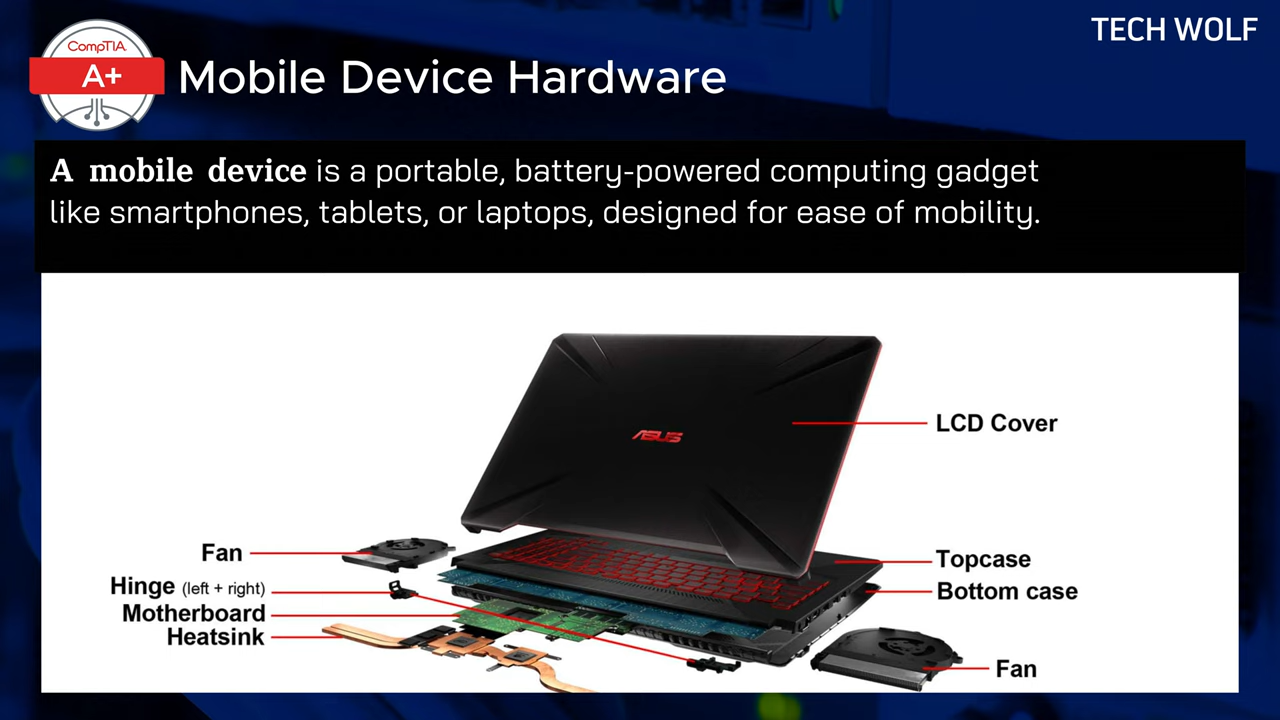 CompTIA.
A+
Mobile Device Hardware
TECH WOLF
A mobile device is a portable, battery-powered computing gadget
like smartphones, tablets, or laptops, designed for ease of mobility.
ASUS
LCD Cover
Fan
Hinge (left + right)
Motherboard
Heatsink
Topcase
Bottom case
Fan